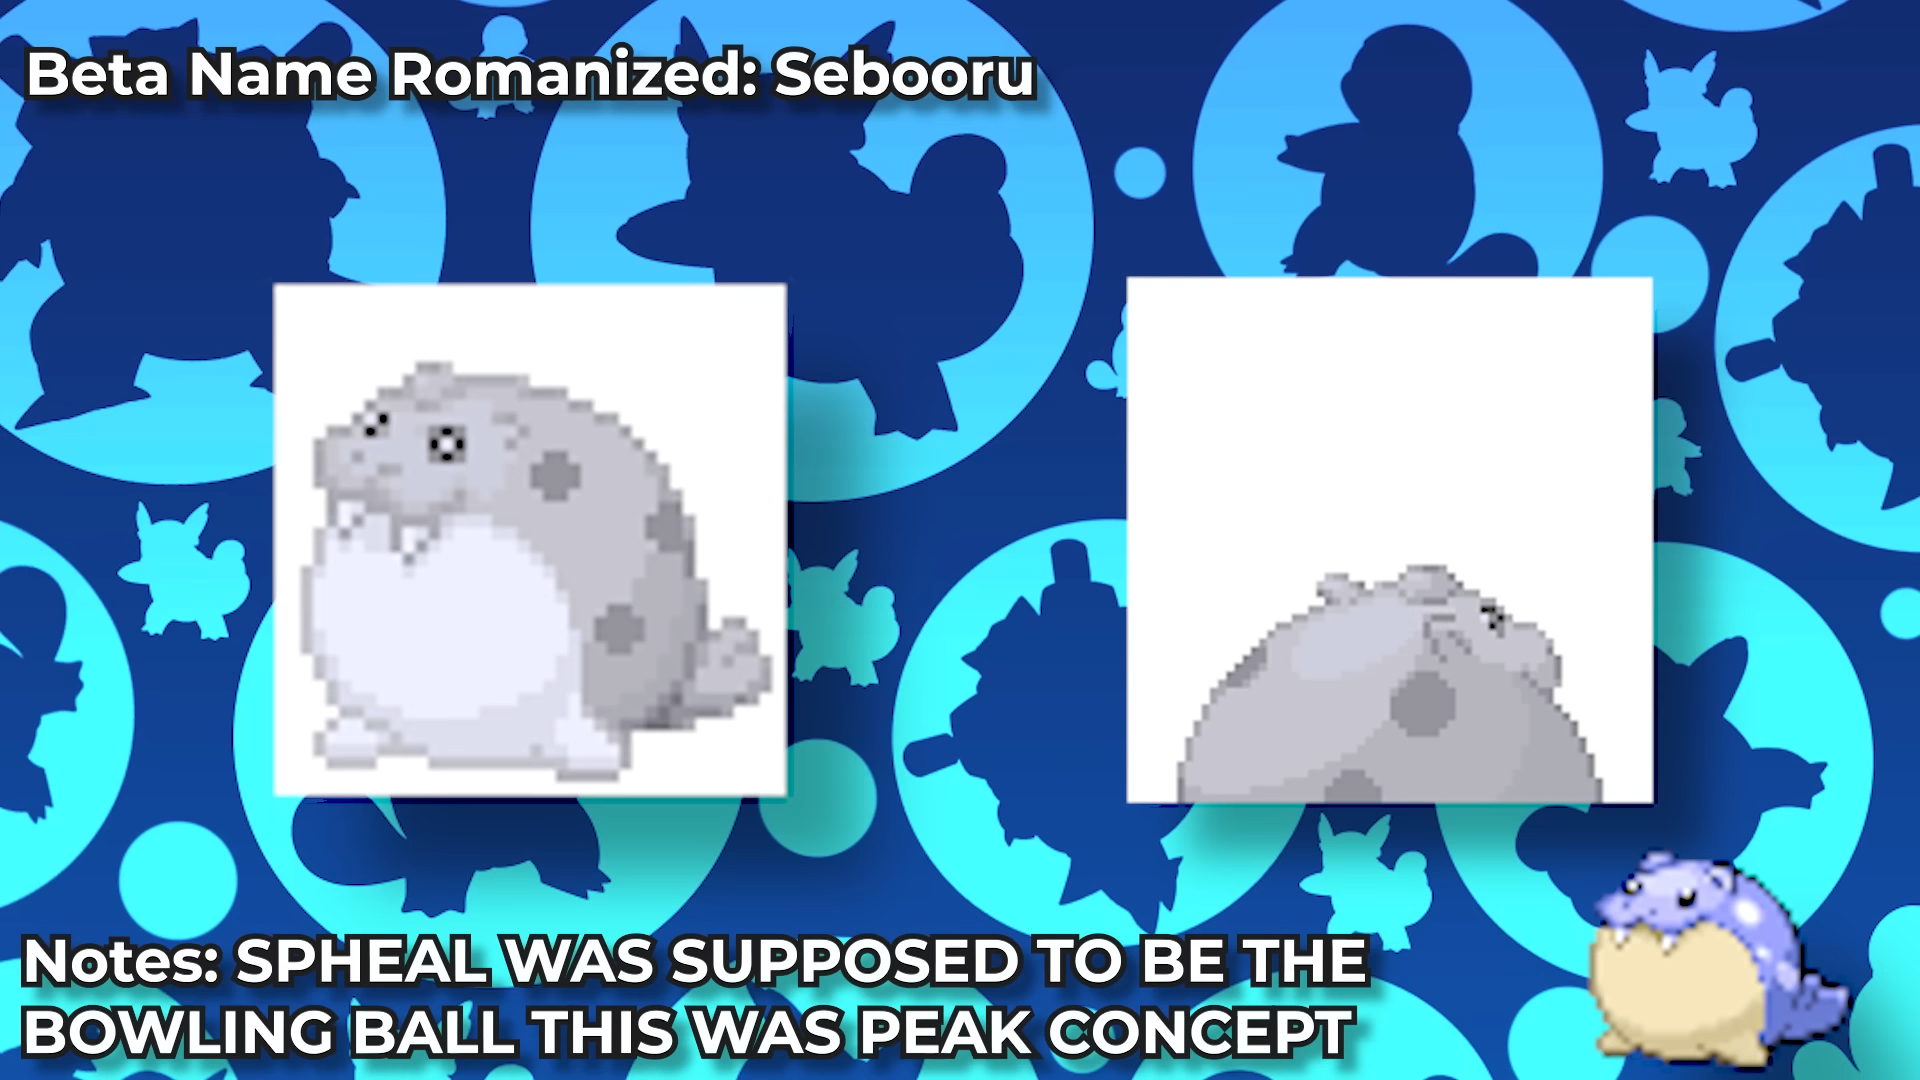 Beta Name Romanized: Sebooru
Notes: SPHEAL WAS SUPPOSED TO BE THE
BOWLING BALL THIS WAS PEAK CONCEPT